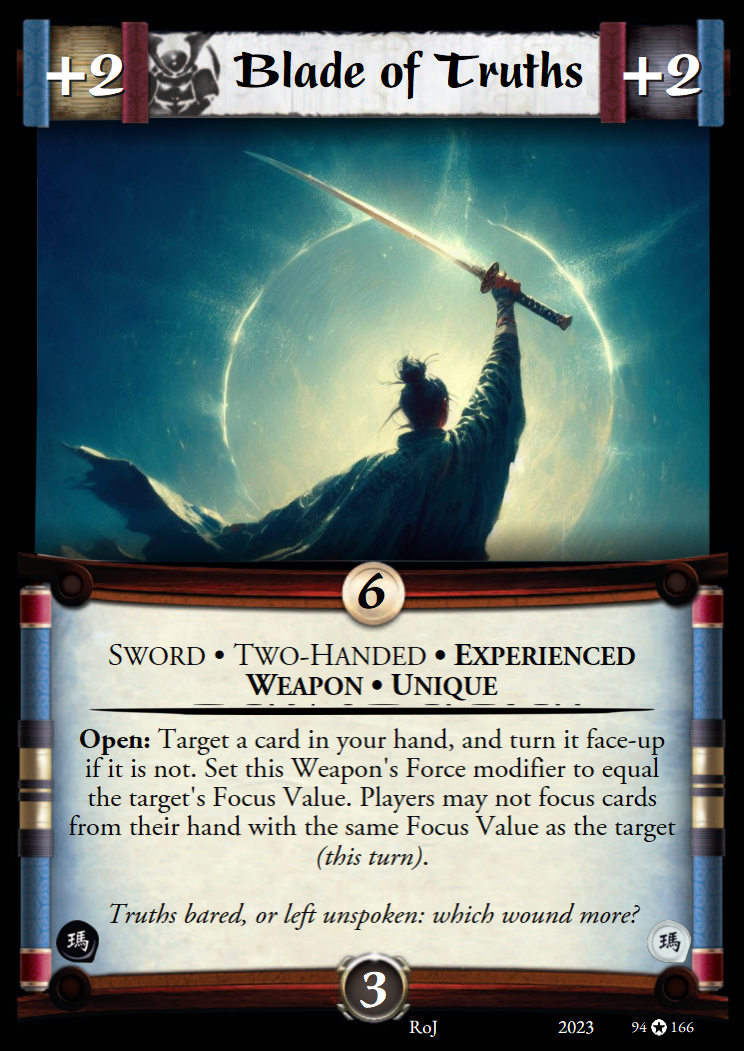 +2 Blade of Truths +2
6
Sword • Two-Handed • Experienced
Weapon • Unique
Open: Target a card in your hand, and turn it face-up
if it is not. Set this Weapon's Force modifier to equal
the target's Focus Value. Players may not focus cards
from their hand with the same Focus Value as the target
(this turn).
Truths bared, or left unspoken: which wound more?
瑪 瑪
3
RoJ 2023 94 166